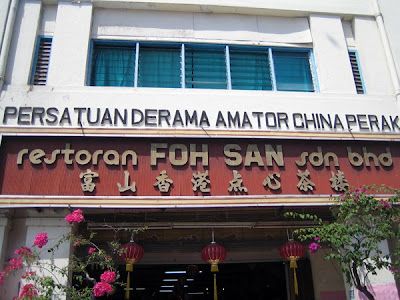 PERSATUAN DERAMA AMATOR CHINA PERAK
restoran FOH SAN sdn bhd
富山香港点心茶楼